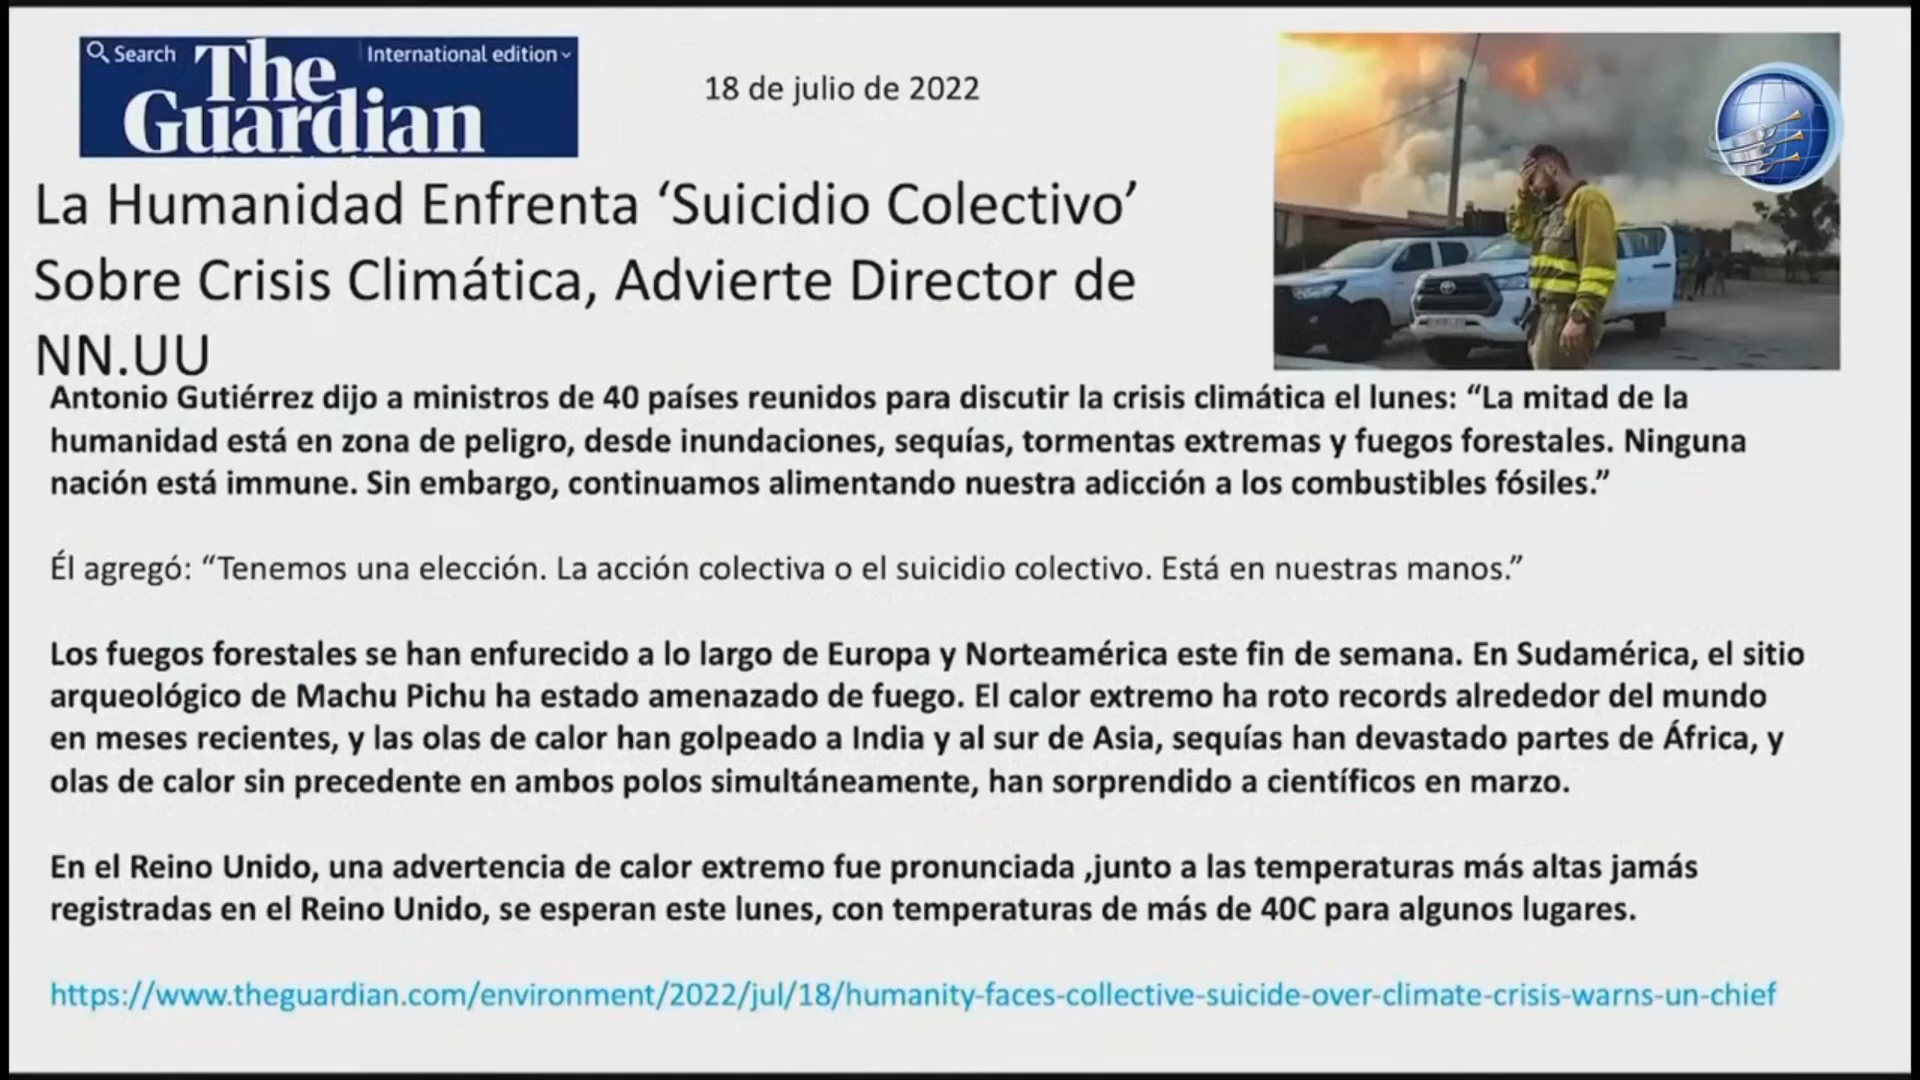 Search
International edition
The
Guardian
18 de julio de 2022
La Humanidad Enfrenta ‘Suicidio Colectivo’
Sobre Crisis Climática, Advierte Director de
NN.UU
Antonio Gutiérrez dijo a ministros de 40 países reunidos para discutir la crisis climática el lunes: “La mitad de la
humanidad está en zona de peligro, desde inundaciones, sequías, tormentas extremas y fuegos forestales. Ninguna
nación está immune. Sin embargo, continuamos alimentando nuestra adicción a los combustibles fósiles.”
Él agregó: “Tenemos una elección. La acción colectiva o el suicidio colectivo. Está en nuestras manos.”
Los fuegos forestales se han enfurecido a lo largo de Europa y Norteamérica este fin de semana. En Sudamérica, el sitio
arqueológico de Machu Pichu ha estado amenazado de fuego. El calor extremo ha roto records alrededor del mundo
en meses recientes, y las olas de calor han golpeado a India y al sur de Asia, sequías han devastado partes de África, y
olas de calor sin precedente en ambos polos simultáneamente, han sorprendido a científicos en marzo.
En el Reino Unido, una advertencia de calor extremo fue pronunciada ,junto a las temperaturas más altas jamás
registradas en el Reino Unido, se esperan este lunes, con temperaturas de más de 40C para algunos lugares.
https://www.theguardian.com/environment/2022/jul/18/humanity-faces-collective-suicide-over-climate-crisis-warns-un-chief